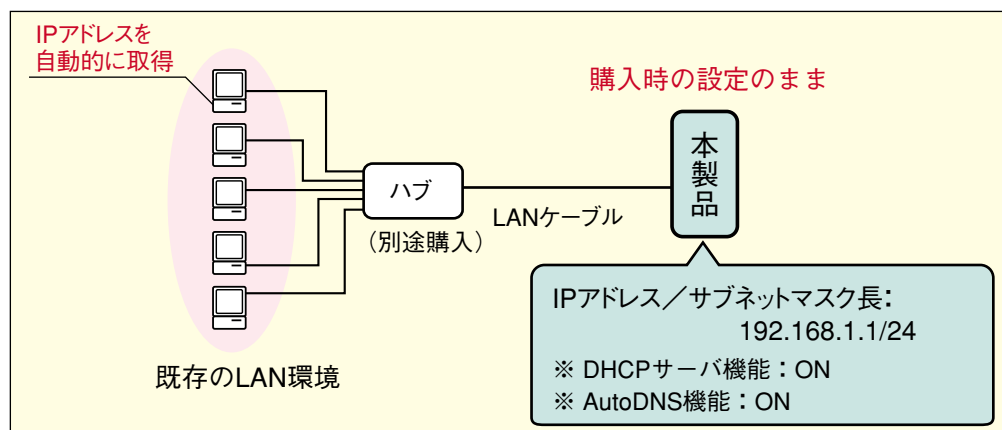 IPアドレスを
自動的に取得
購入時の設定のまま
本製品
ハブ
LANケーブル
（別途購入）
既存のLAN環境
IPアドレス／サブネットマスク長：
192.168.1.1/24
※ DHCPサーバ機能：ON
※ AutoDNS機能：ON